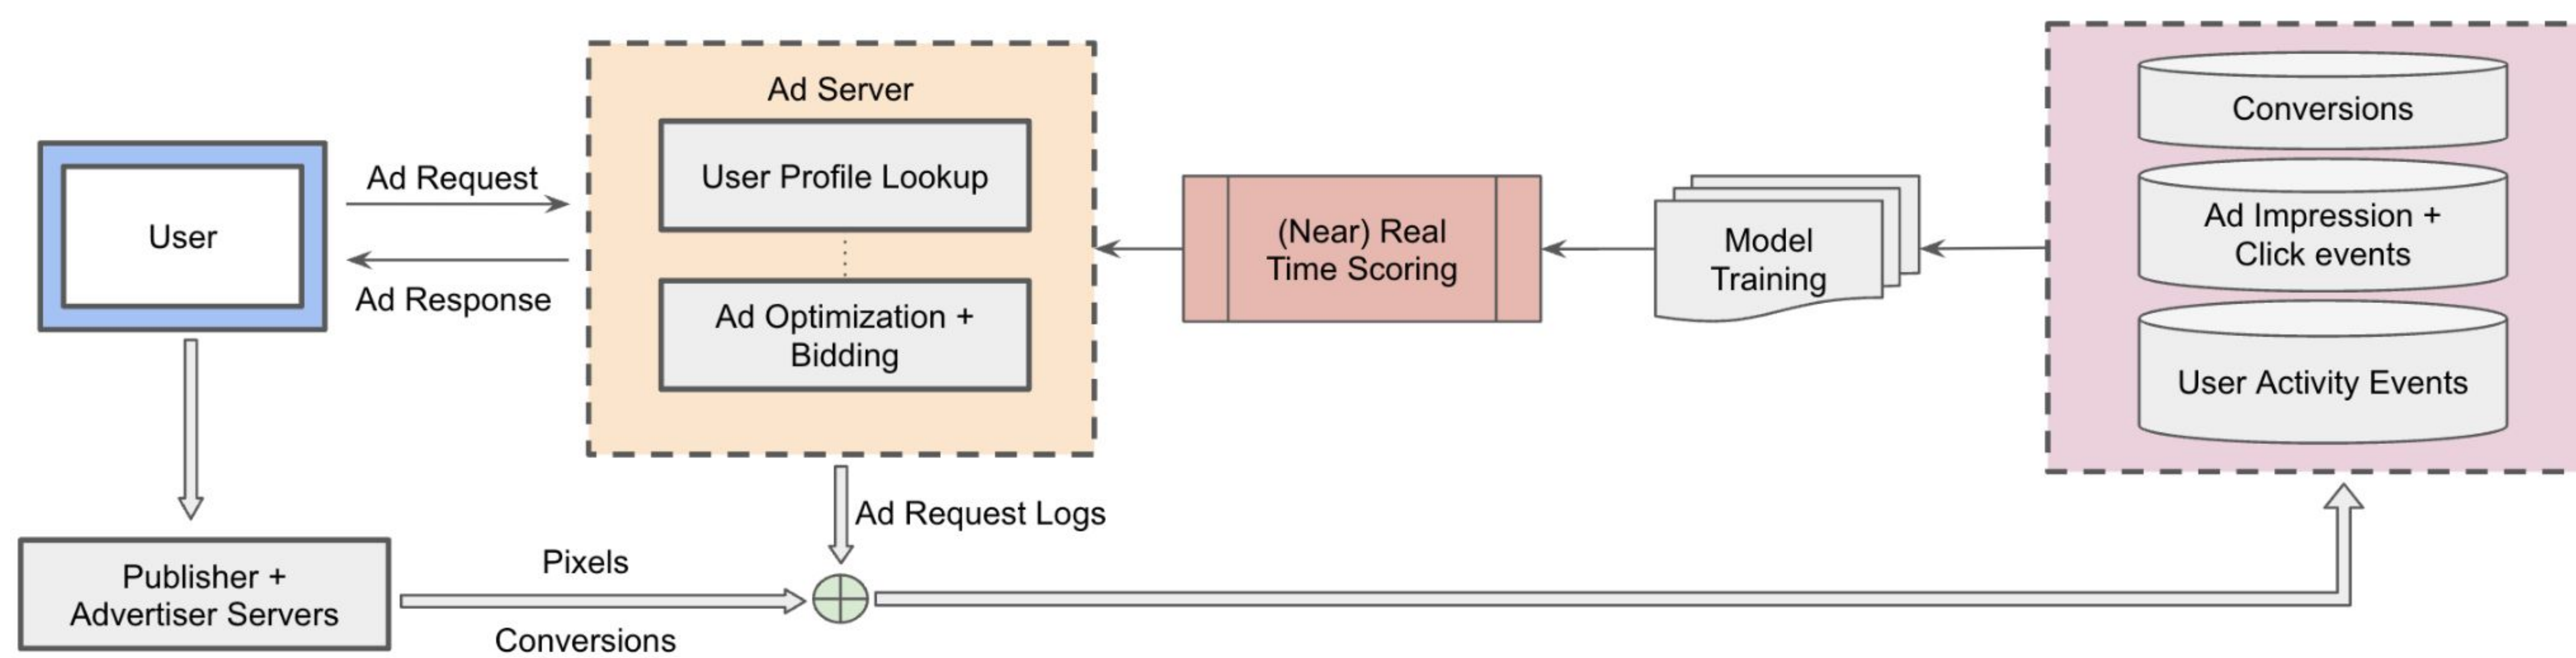 User
Ad Request
Ad Response
Ad Server
User Profile Lookup
Ad Optimization +
Bidding
(Near) Real
Time Scoring
Model
Training
Conversions
Ad Impression +
Click events
User Activity Events
Ad Request Logs
Publisher +
Advertiser Servers
Pixels
Conversions